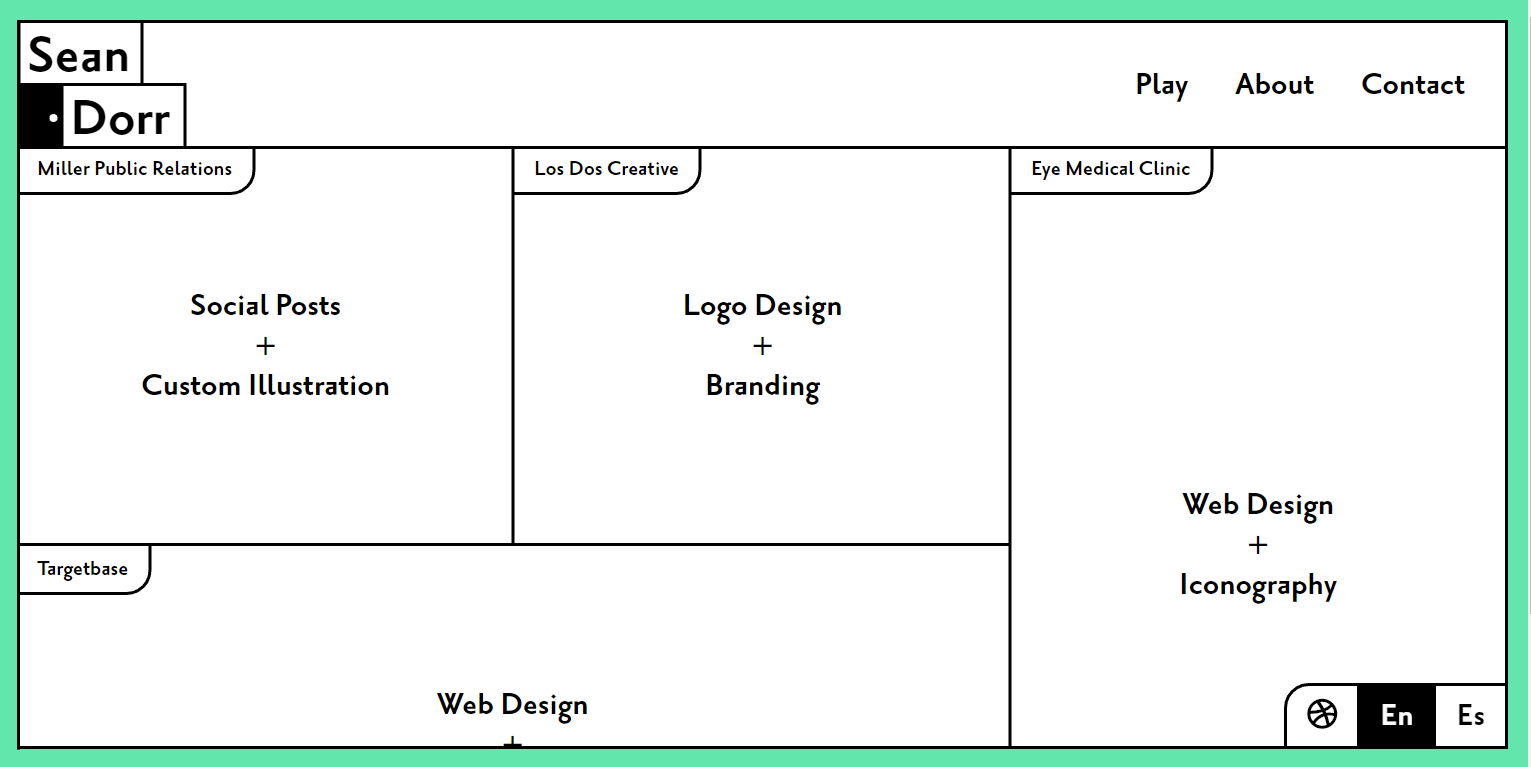 Sean
Dorr
Play About Contact
Miller Public Relations
Social Posts
+
Custom Illustration
Los Dos Creative
Logo Design
+
Branding
Eye Medical Clinic
Web Design
+
Iconography
Targetbase
Web Design
+
En Es